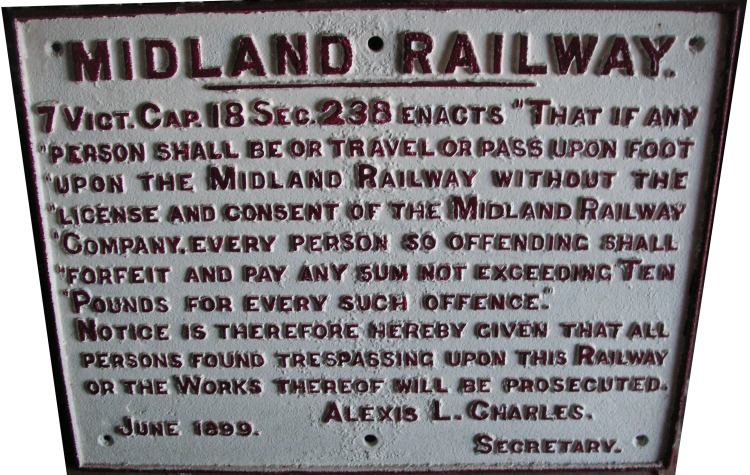 MIDLAND RAILWAY.
7 VICT. CAP. 18 SEC. 238 ENACTS "THAT IF ANY
"PERSON SHALL BE OR TRAVEL OR PASS UPON FOOT
"UPON THE MIDLAND RAILWAY WITHOUT THE
"LICENSE AND CONSENT OF THE MIDLAND RAILWAY
"COMPANY, EVERY PERSON SO OFFENDING SHALL
"FORFEIT AND PAY ANY SUM NOT EXCEEDING TEN
"POUNDS FOR EVERY SUCH OFFENCE."
NOTICE IS THEREFORE HEREBY GIVEN THAT ALL
PERSONS FOUND TRESPASSING UPON THIS RAILWAY
OR THE WORKS THEREOF WILL BE PROSECUTED.
ALEXIS L. CHARLES.
JUNE 1899.
SECRETARY.